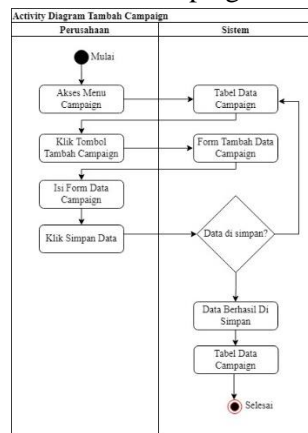 Activity Diagram Tambah Campaign
Perusahaan
Sistem
Mulai
Akses Menu
Campaign
Tabel Data
Campaign
Klik Tombol
Tambah Campaign
Form Tambah Data
Campaign
Isi Form Data
Campaign
Klik Simpan Data
Data di simpan?
Data Berhasil Di
Simpan
Tabel Data
Campaign
Selesai